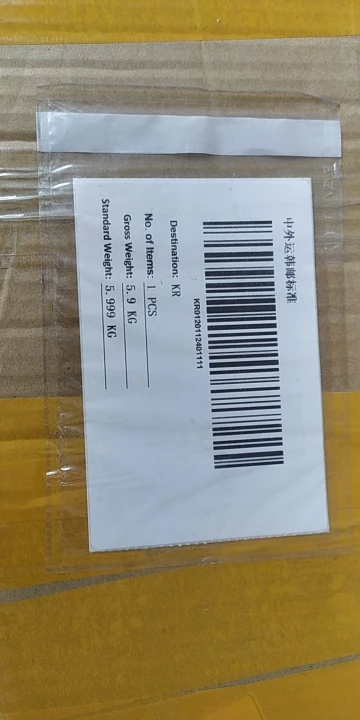 中外运韩邮标准
KR0120112401111
Destination: KR
No. of Items: 1 PCS
Gross Weight: 5.9 KG
Standard Weight: 5.999 KG